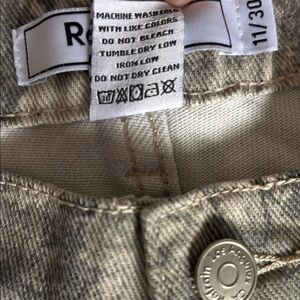 MACHINE WASH COLD
WITH LIKE COLORS
DO NOT BLEACH
TUMBLE DRY LOW
IRON LOW
DO NOT DRY CLEAN
11/30